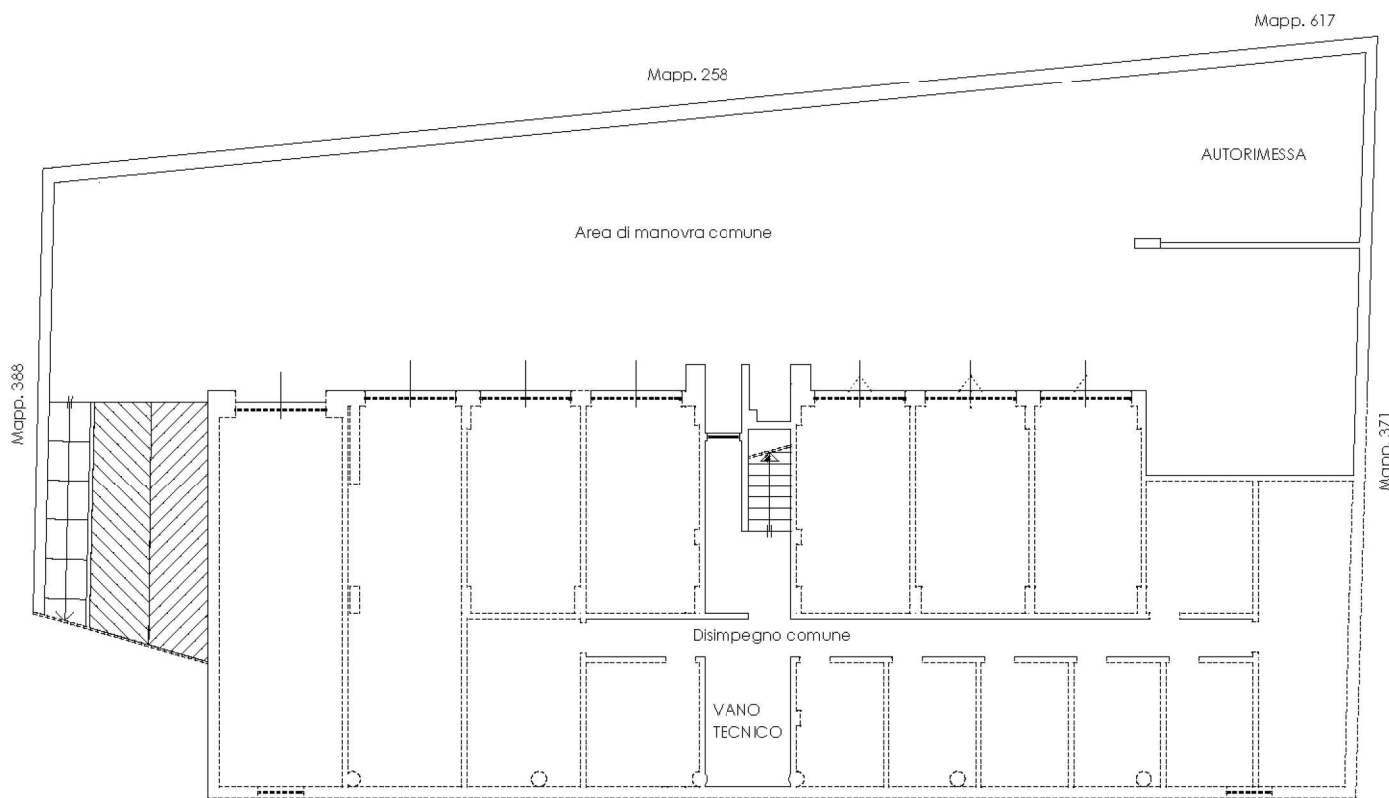 Mapp. 617
Mapp. 258
AUTORIMESSA
Area di manovra comune
Mapp. 388
Mapp. 371
Disimpegno comune
VANO
TECNICO